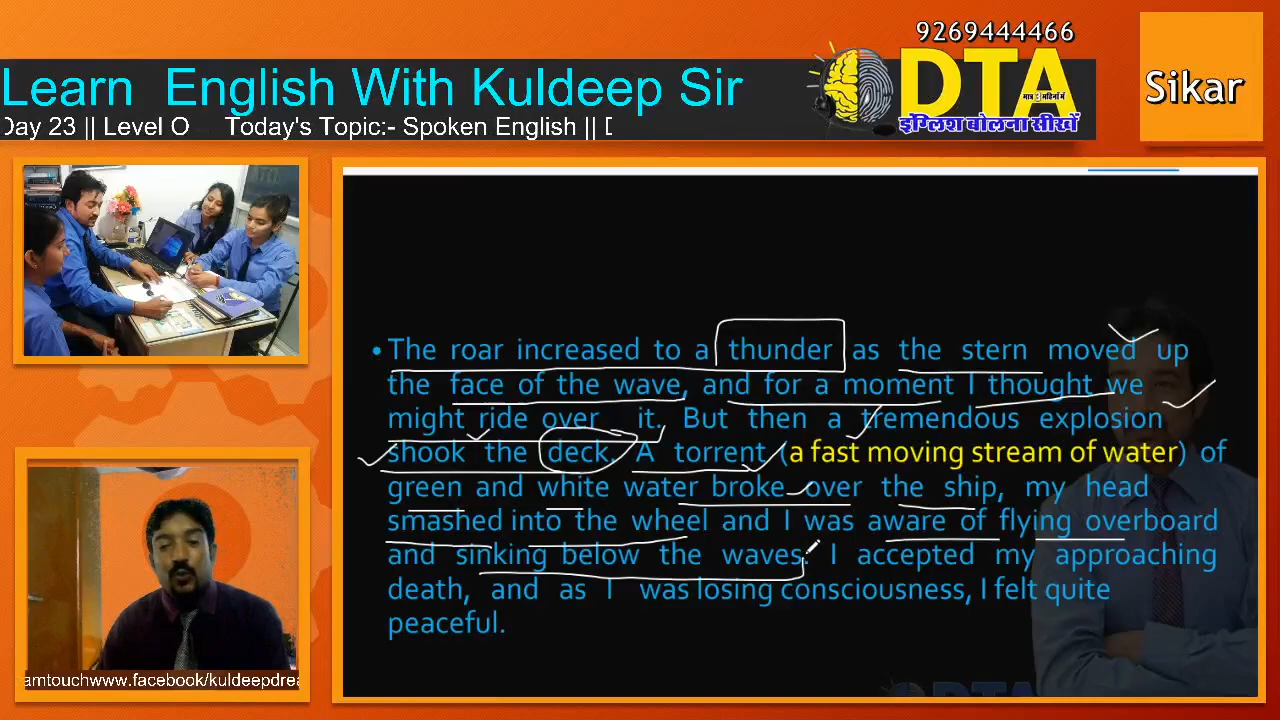 9269444466
Learn English With Kuldeep Sir
Day 23 || Level O Today's Topic:- Spoken English || D
DTA
मात्र 3 महिनों में
इंग्लिश बोलना सीखें
Sikar
• The roar increased to a thunder as the stern moved up
the face of the wave, and for a moment I thought we
might ride over it. But then a tremendous explosion
shook the deck. A torrent (a fast moving stream of water) of
green and white water broke over the ship, my head
smashed into the wheel and I was aware of flying overboard
and sinking below the waves. I accepted my approaching
death, and as I was losing consciousness, I felt quite
peaceful.
amtouchwww.facebook/kuldeepdrea
DTA